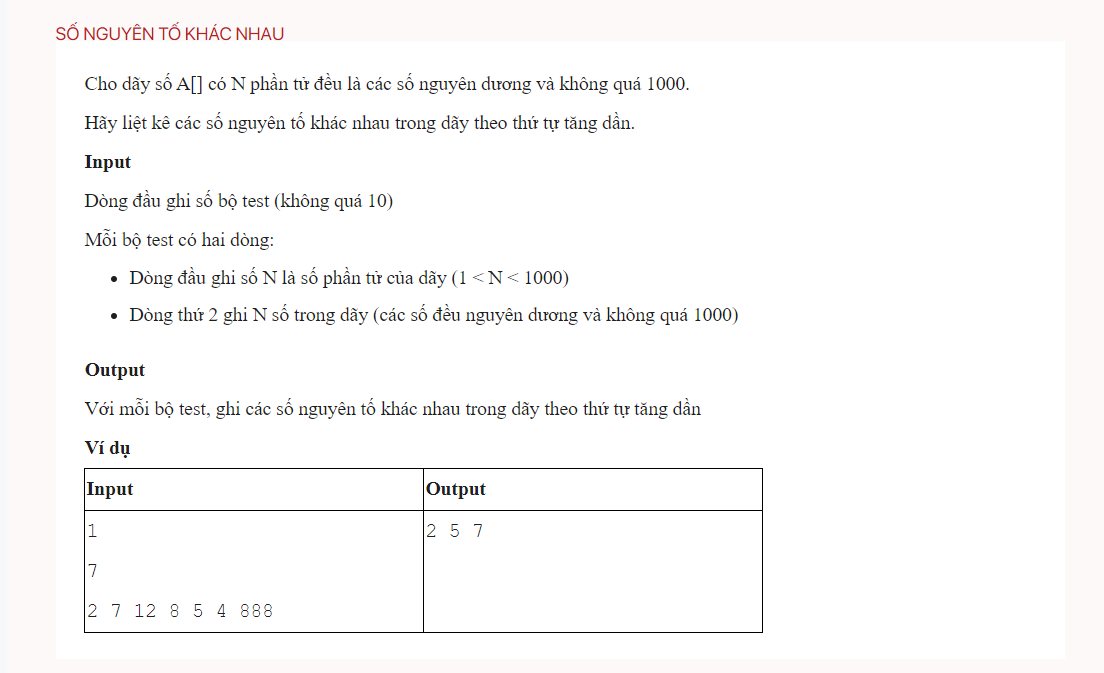 SỐ NGUYÊN TỐ KHÁC NHAU
Cho dãy số A[] có N phần tử đều là các số nguyên dương và không quá 1000.
Hãy liệt kê các số nguyên tố khác nhau trong dãy theo thứ tự tăng dần.
Input
Dòng đầu ghi số bộ test (không quá 10)
Mỗi bộ test có hai dòng:
• Dòng đầu ghi số N là số phần tử của dãy (1 < N < 1000)
• Dòng thứ 2 ghi N số trong dãy (các số đều nguyên dương và không quá 1000)
Output
Với mỗi bộ test, ghi các số nguyên tố khác nhau trong dãy theo thứ tự tăng dần
Ví dụ
Input Output
1 2 5 7
7
2 7 12 8 5 4 888